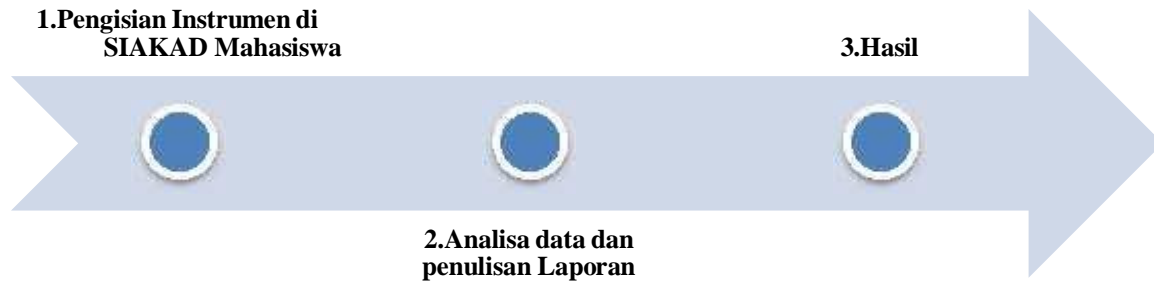 1.Pengisian Instrumen di
SIAKAD Mahasiswa
2.Analisa data dan
penulisan Laporan
3.Hasil